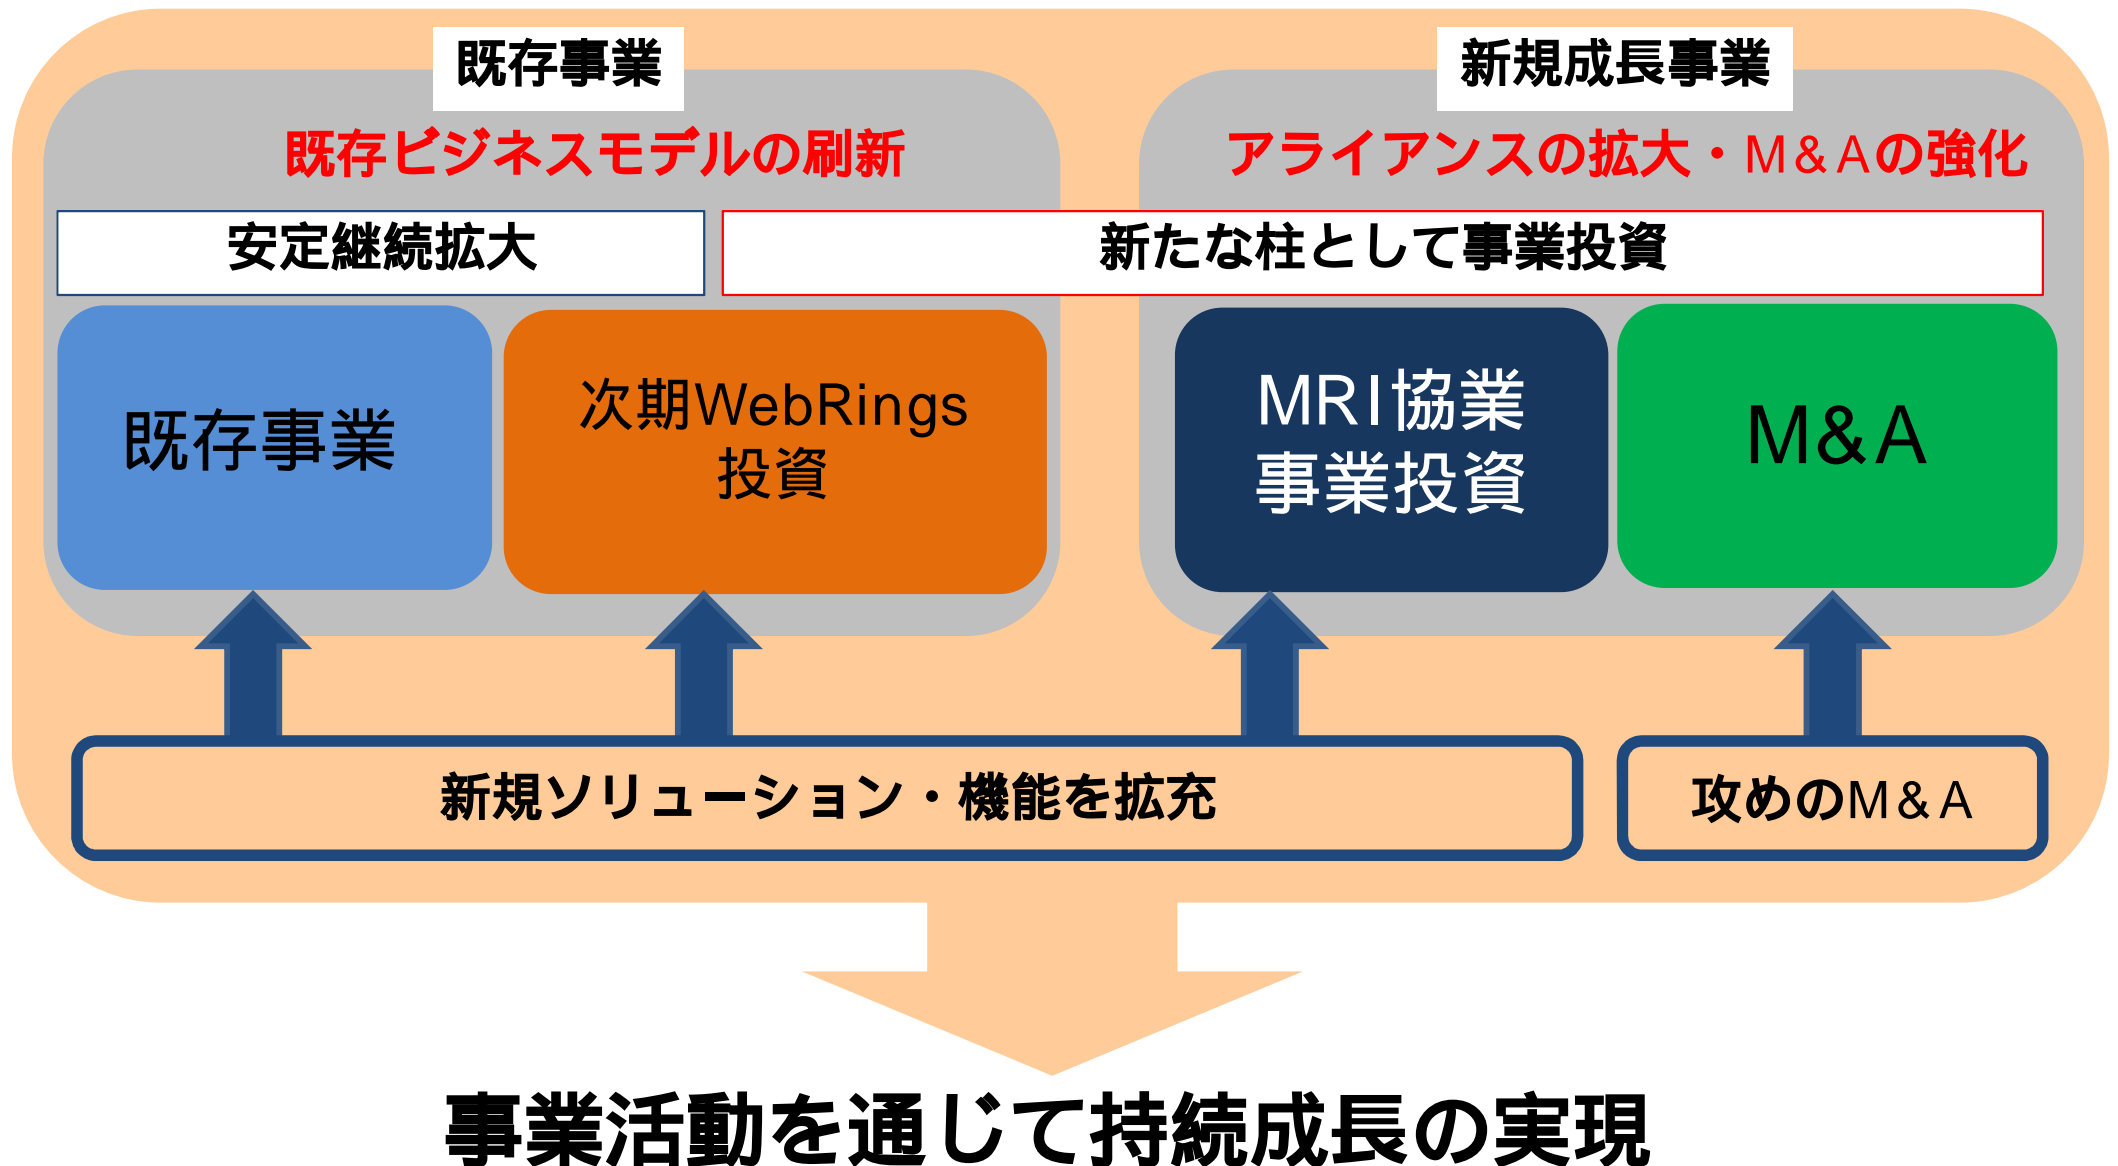 既存事業
新規成長事業
既存ビジネスモデルの刷新
アライアンスの拡大・M&Aの強化
安定継続拡大
新たな柱として事業投資
既存事業
次期WebRings
投資
MRI協業
事業投資
M&A
新規ソリューション・機能を拡充
攻めのM&A
事業活動を通じて持続成長の実現